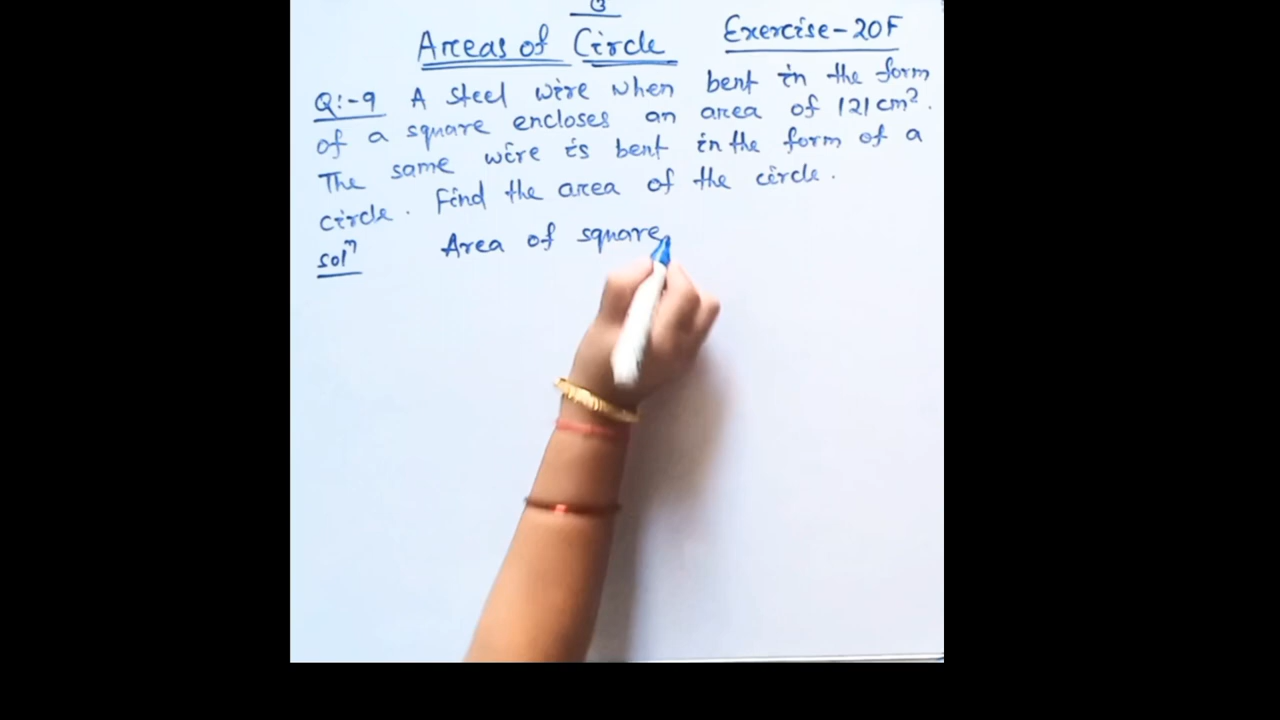 3
Areas of Circle Exercise-20F
Q:-9 A steel wire when bent in the form
of a square encloses an area of 121 cm².
The same wire is bent in the form of a
circle. Find the area of the circle.
solⁿ Area of square